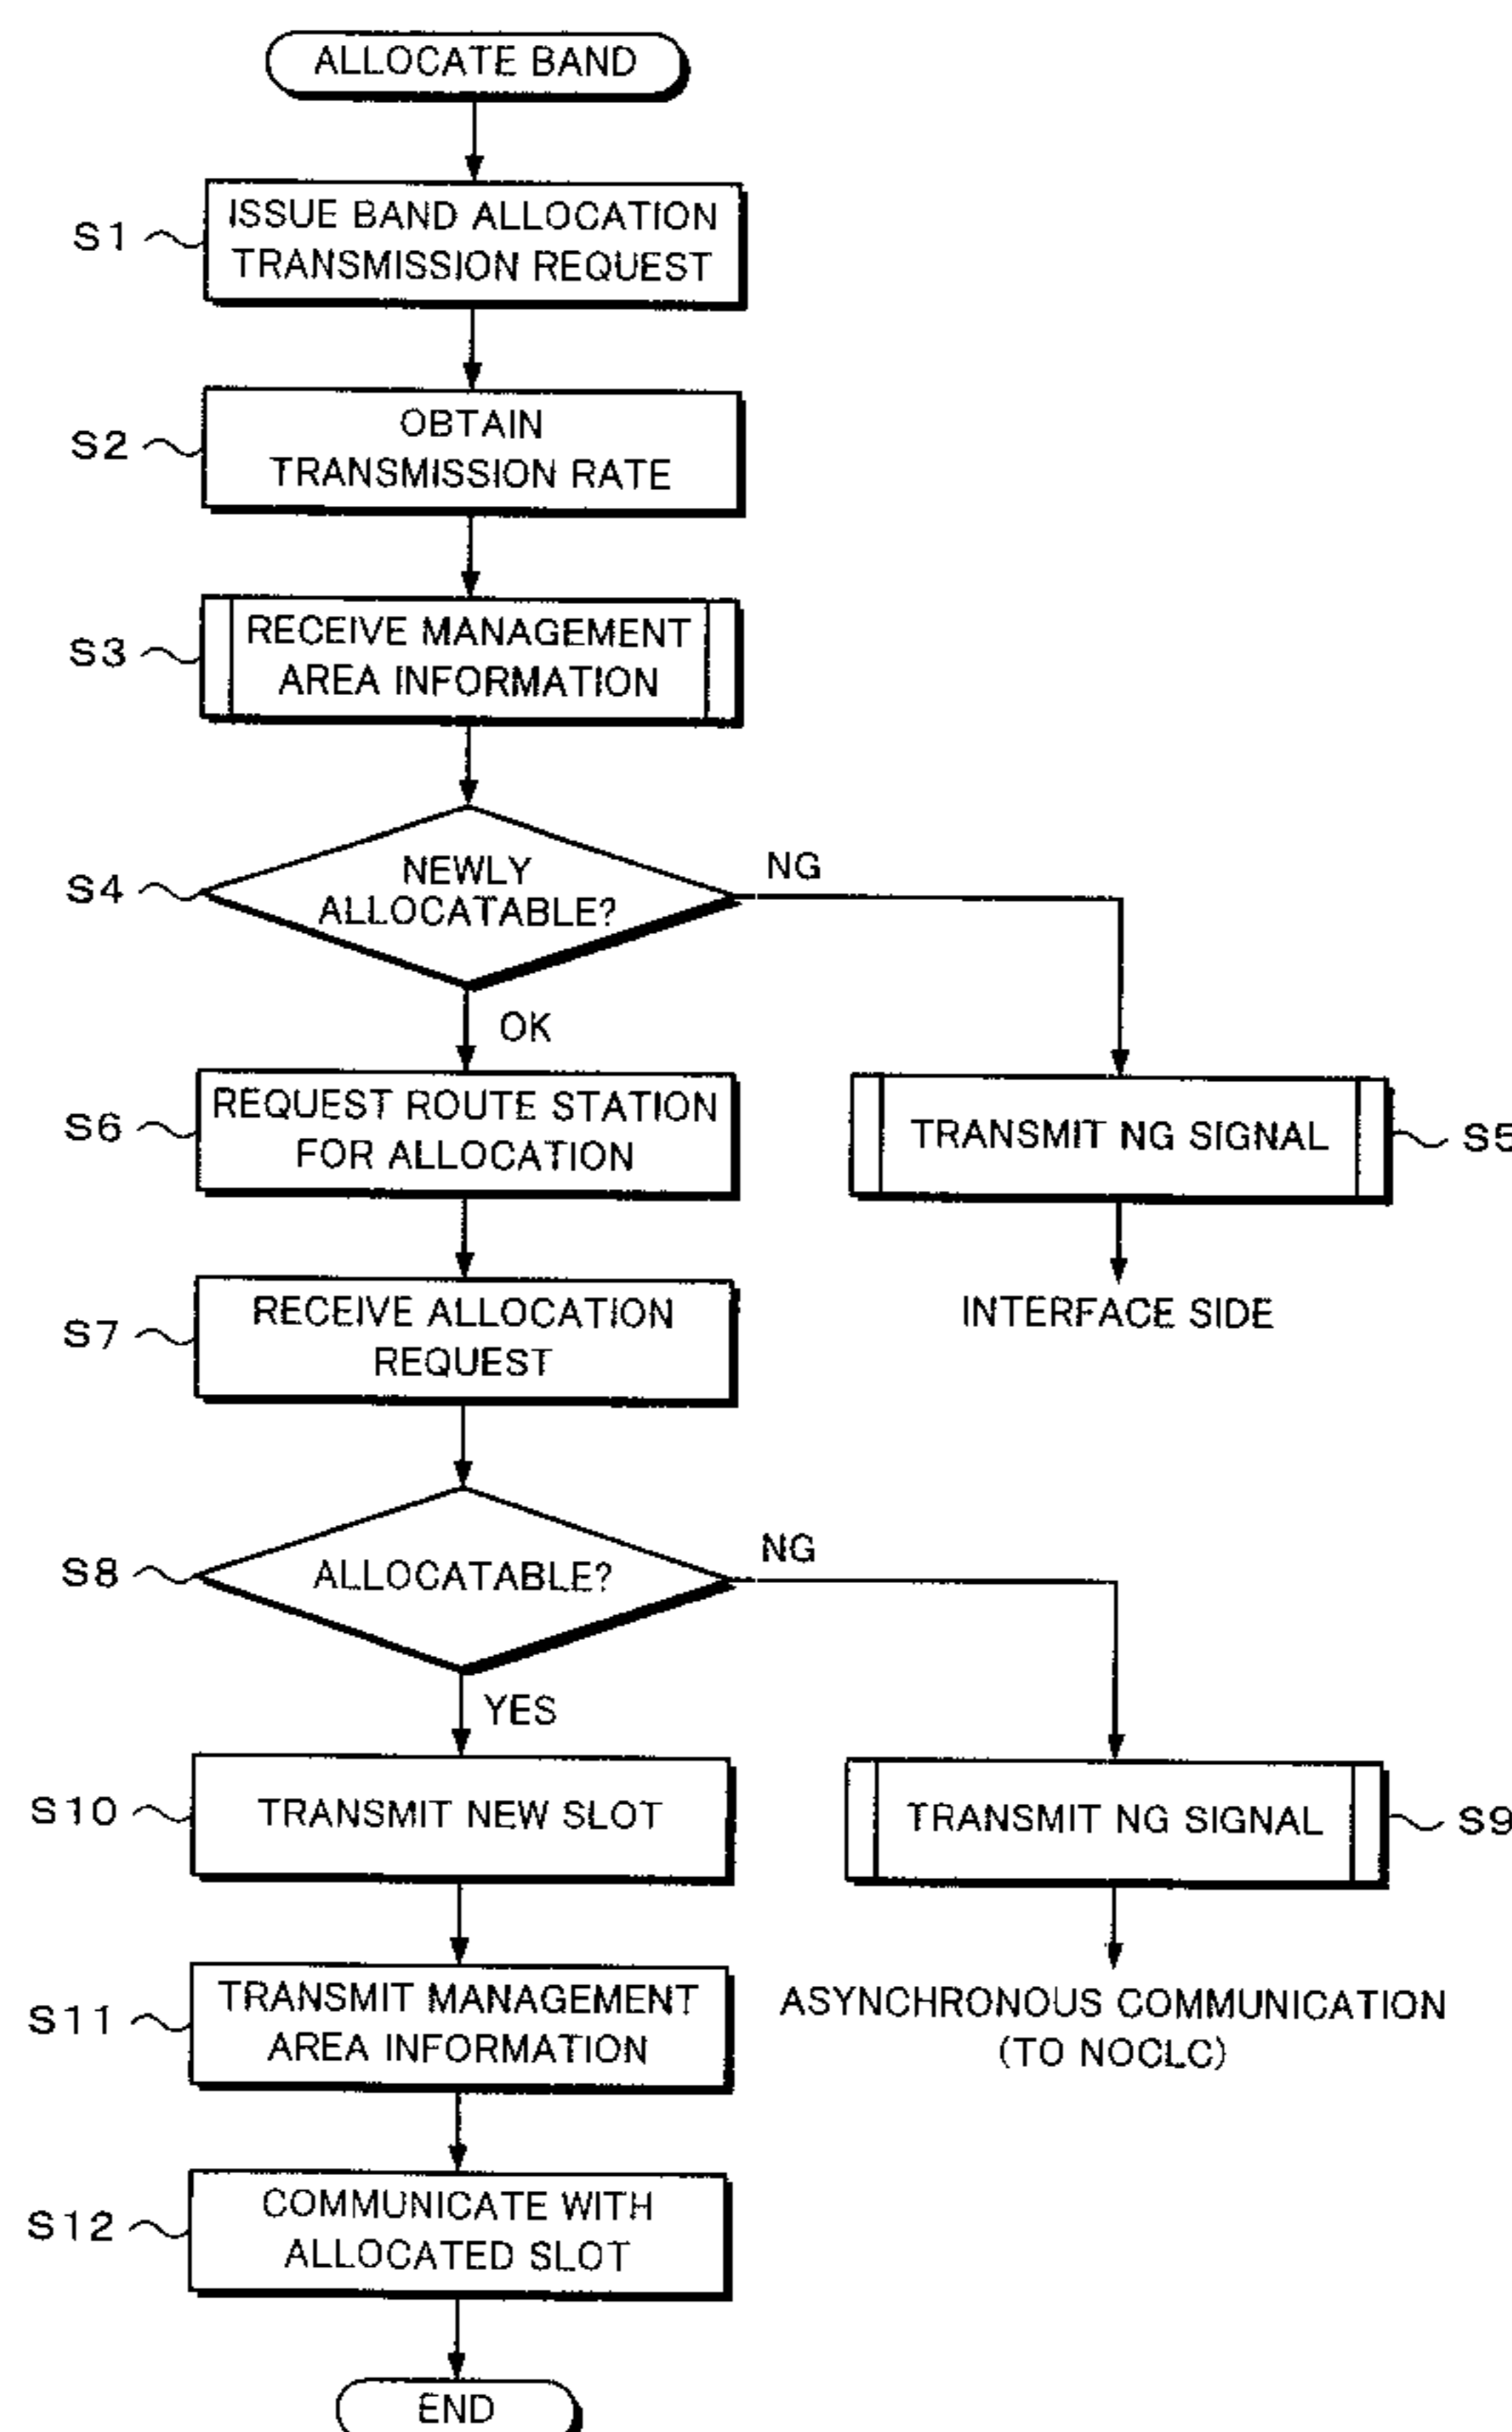 ALLOCATE BAND
S1
ISSUE BAND ALLOCATION
TRANSMISSION REQUEST
S2
OBTAIN
TRANSMISSION RATE
S3
RECEIVE MANAGEMENT
AREA INFORMATION
S4
NEWLY
ALLOCATABLE?
NG
OK
S6
REQUEST ROUTE STATION
FOR ALLOCATION
TRANSMIT NG SIGNAL
S5
INTERFACE SIDE
S7
RECEIVE ALLOCATION
REQUEST
S8
ALLOCATABLE?
NG
YES
S10
TRANSMIT NEW SLOT
TRANSMIT NG SIGNAL
S9
ASYNCHRONOUS COMMUNICATION
(TO NOCLC)
S11
TRANSMIT MANAGEMENT
AREA INFORMATION
S12
COMMUNICATE WITH
ALLOCATED SLOT
END